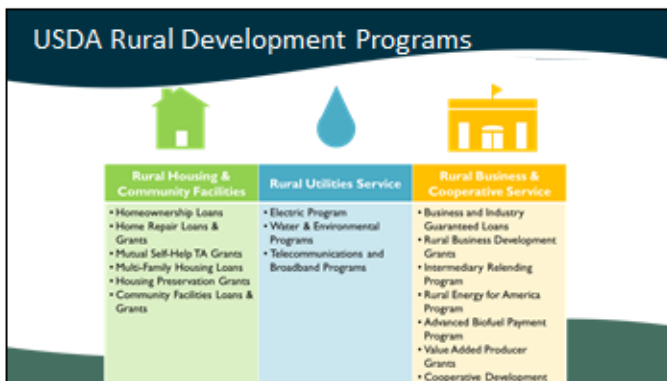 USDA Rural Development Programs
Rural Housing &
Community Facilities
• Homeownership Loans
• Home Repair Loans &
Grants
• Mutual Self-Help TA Grants
• Multi-Family Housing Loans
• Housing Preservation Grants
• Community Facilities Loans &
Grants
Rural Utilities Service
• Electric Program
• Water & Environmental
Programs
• Telecommunications and
Broadband Programs
Rural Business &
Cooperative Service
• Business and Industry
Guaranteed Loans
• Rural Business Development
Grants
• Intermediary Relending
Program
• Rural Energy for America
Program
• Advanced Biofuel Payment
Program
• Value Added Producer
Grants
• Cooperative Development